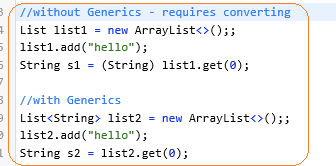 //without Generics - requires converting
List list1 = new ArrayList<>();;
list1.add("hello");
String s1 = (String) list1.get(0);
//with Generics
List<String> list2 = new ArrayList<>();;
list2.add("hello");
String s2 = list2.get(0);